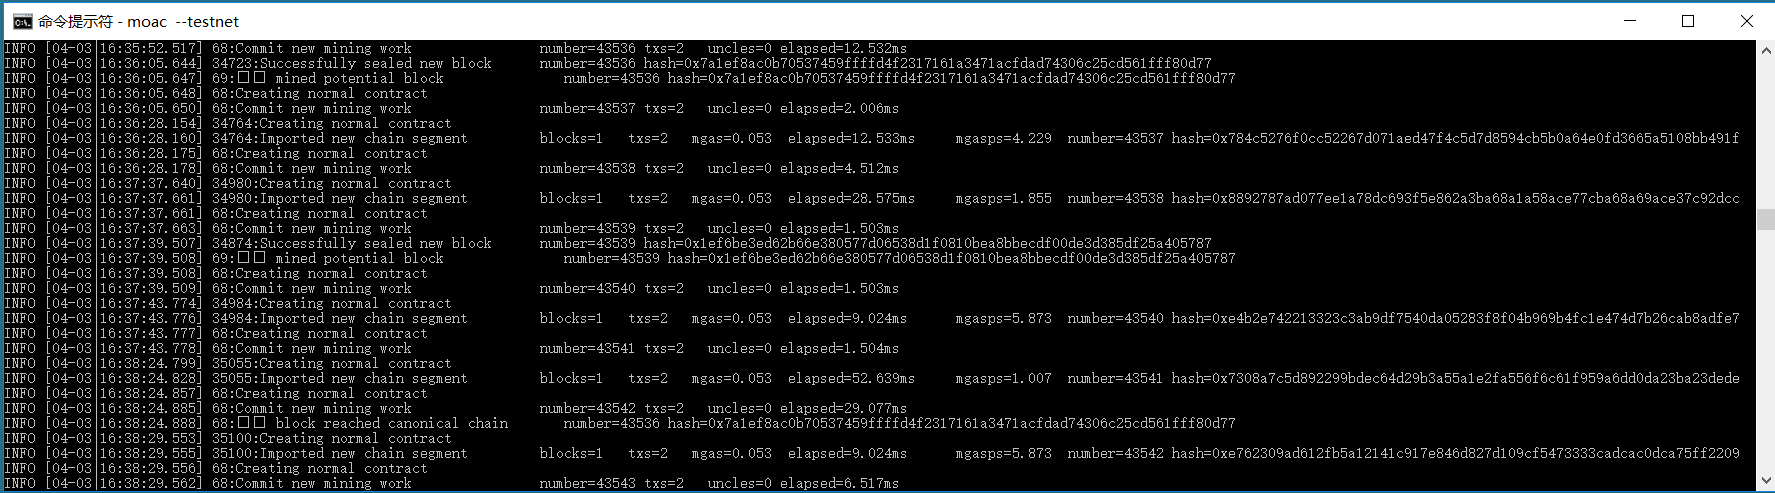 命令提示符 - moac  --testnet
INFO [04-03|16:35:52.517] 68:Commit new mining work                number=43536 txs=2   uncles=0 elapsed=12.532ms
INFO [04-03|16:36:05.644] 34723:Successfully sealed new block      number=43536 hash=0x7a1ef8ac0b70537459ffffd4f2317161a3471acfdad74306c25cd561fff80d77
INFO [04-03|16:36:05.647] 69:□□ mined potential block               number=43536 hash=0x7a1ef8ac0b70537459ffffd4f2317161a3471acfdad74306c25cd561fff80d77
INFO [04-03|16:36:05.648] 68:Creating normal contract
INFO [04-03|16:36:05.650] 68:Commit new mining work                number=43537 txs=2   uncles=0 elapsed=2.006ms
INFO [04-03|16:36:28.154] 34764:Creating normal contract
INFO [04-03|16:36:28.160] 34764:Imported new chain segment         blocks=1   txs=2   mgas=0.053  elapsed=12.533ms     mgasps=4.229  number=43537 hash=0x784c5276f0cc52267d071aed47f4c5d7d8594cb5b0a64e0fd3665a5108bb491f
INFO [04-03|16:36:28.175] 68:Creating normal contract
INFO [04-03|16:36:28.178] 68:Commit new mining work                number=43538 txs=2   uncles=0 elapsed=4.512ms
INFO [04-03|16:37:37.640] 34980:Creating normal contract
INFO [04-03|16:37:37.661] 34980:Imported new chain segment         blocks=1   txs=2   mgas=0.053  elapsed=28.575ms     mgasps=1.855  number=43538 hash=0x8892787ad077ee1a78dc693f5e862a3ba68a1a58ace77cba68a69ace37c92dcc
INFO [04-03|16:37:37.661] 68:Creating normal contract
INFO [04-03|16:37:37.663] 68:Commit new mining work                number=43539 txs=2   uncles=0 elapsed=1.503ms
INFO [04-03|16:37:39.507] 34874:Successfully sealed new block      number=43539 hash=0x1ef6be3ed62b66e380577d06538d1f0810bea8bbecdf00de3d385df25a405787
INFO [04-03|16:37:39.508] 69:□□ mined potential block               number=43539 hash=0x1ef6be3ed62b66e380577d06538d1f0810bea8bbecdf00de3d385df25a405787
INFO [04-03|16:37:39.508] 68:Creating normal contract
INFO [04-03|16:37:39.509] 68:Commit new mining work                number=43540 txs=2   uncles=0 elapsed=1.503ms
INFO [04-03|16:37:43.774] 34984:Creating normal contract
INFO [04-03|16:37:43.776] 34984:Imported new chain segment         blocks=1   txs=2   mgas=0.053  elapsed=9.024ms      mgasps=5.873  number=43540 hash=0xe4b2e742213323c3ab9df7540da05283f8f04b969b4fc1e474d7b26cab8adfe7
INFO [04-03|16:37:43.777] 68:Creating normal contract
INFO [04-03|16:37:43.778] 68:Commit new mining work                number=43541 txs=2   uncles=0 elapsed=1.504ms
INFO [04-03|16:38:24.799] 35055:Creating normal contract
INFO [04-03|16:38:24.828] 35055:Imported new chain segment         blocks=1   txs=2   mgas=0.053  elapsed=52.639ms     mgasps=1.007  number=43541 hash=0x7308a7c5d892299bdec64d29b3a55a1e2fa556f6c61f959a6dd0da23ba23dede
INFO [04-03|16:38:24.857] 68:Creating normal contract
INFO [04-03|16:38:24.885] 68:Commit new mining work                number=43542 txs=2   uncles=0 elapsed=29.077ms
INFO [04-03|16:38:24.888] 68:□□ block reached canonical chain       number=43536 hash=0x7a1ef8ac0b70537459ffffd4f2317161a3471acfdad74306c25cd561fff80d77
INFO [04-03|16:38:29.553] 35100:Creating normal contract
INFO [04-03|16:38:29.555] 35100:Imported new chain segment         blocks=1   txs=2   mgas=0.053  elapsed=9.024ms      mgasps=5.873  number=43542 hash=0xe762309ad612fb5a12141c917e846d827d109cf5473333cadcac0dca75ff2209
INFO [04-03|16:38:29.556] 68:Creating normal contract
INFO [04-03|16:38:29.562] 68:Commit new mining work                number=43543 txs=2   uncles=0 elapsed=6.517ms